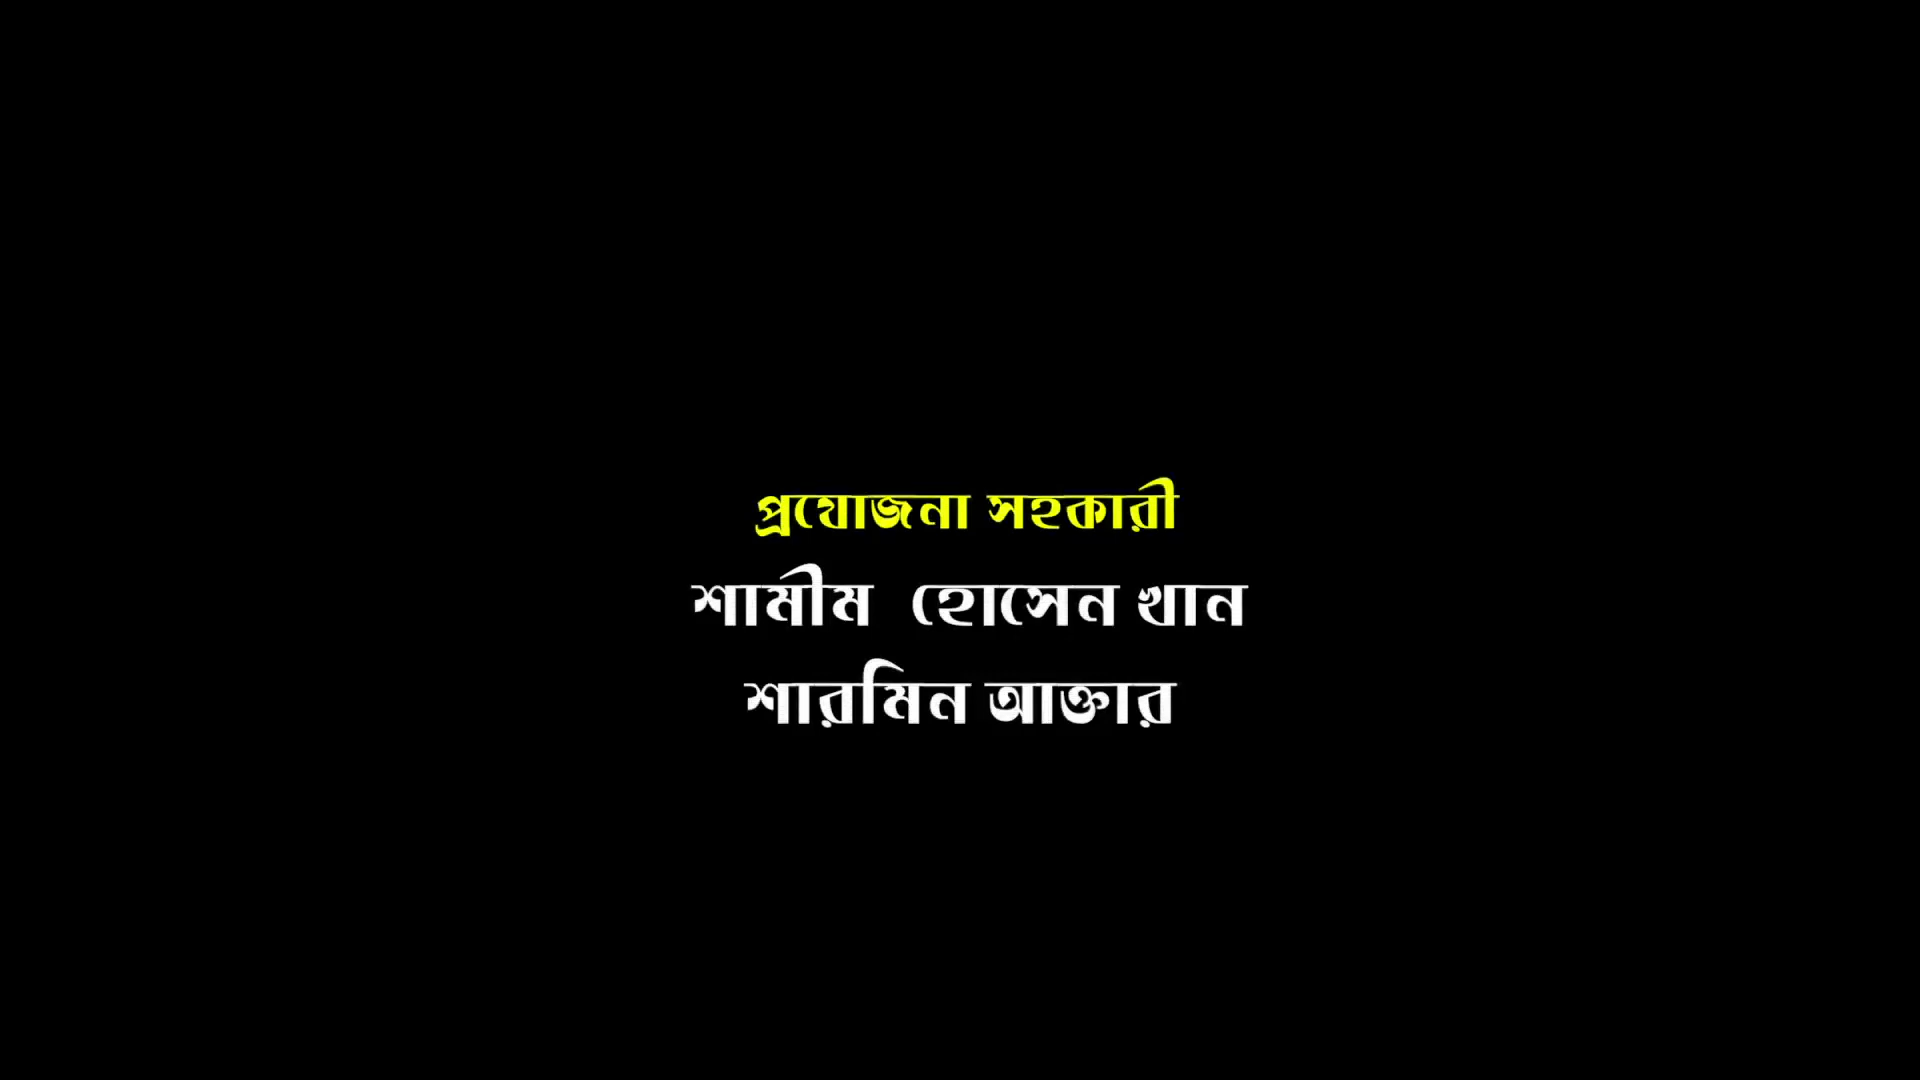 প্রযোজনা সহকারী
শামীম হোসেন খান
শারমিন আক্তার